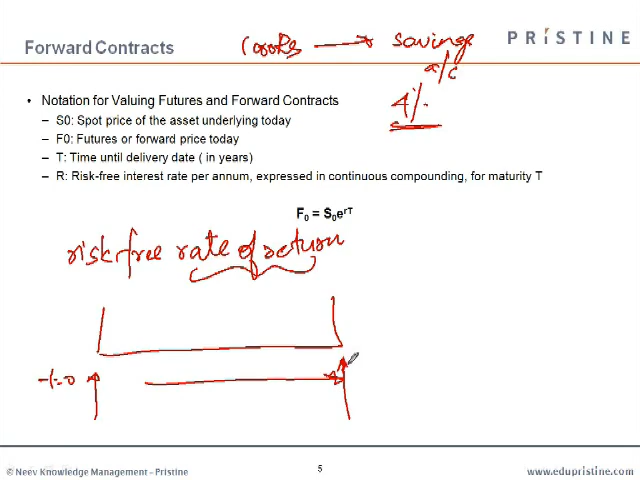 Forward Contracts
100Rs → savings
a/c
4%
PRÍSTINE
• Notation for Valuing Futures and Forward Contracts
– S0: Spot price of the asset underlying today
– F0: Futures or forward price today
– T: Time until delivery date ( in years)
– R: Risk-free interest rate per annum, expressed in continuous compounding, for maturity T
F₀ = S₀eʳᵀ
risk free rate of return
t=0
5
© Neev Knowledge Management - Pristine
www.edupristine.com